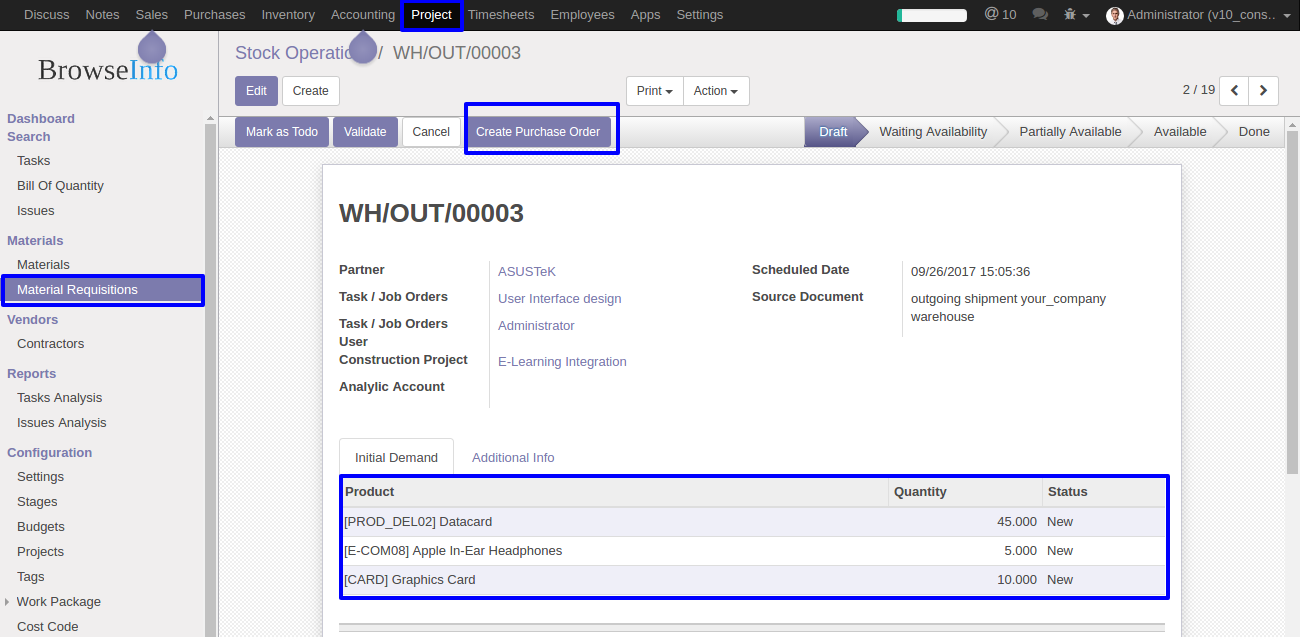 Discuss Notes Sales Purchases Inventory Accounting Project Timesheets Employees Apps Settings @ 10 Administrator (v10_cons...
BrowseInfo
Stock / WH/OUT/00003
Edit Create Print Action 2 / 19
Mark as Todo Validate Cancel Create Purchase Order Draft Waiting Availability Partially Available Available Done
Dashboard
Search
Tasks
Bill Of Quantity
Issues
Materials
Materials
Material Requisitions
Vendors
Contractors
Reports
Tasks Analysis
Issues Analysis
Configuration
Settings
Stages
Budgets
Projects
Tags
Work Package
Cost Code
WH/OUT/00003
Partner ASUSTeK
Task / Job Orders User Interface design
Task / Job Orders Administrator
User
Construction Project E-Learning Integration
Analylic Account
Scheduled Date 09/26/2017 15:05:36
Source Document outgoing shipment your_company
warehouse
Initial Demand Additional Info
Product Quantity Status
[PROD_DEL02] Datacard 45.000 New
[E-COM08] Apple In-Ear Headphones 5.000 New
[CARD] Graphics Card 10.000 New